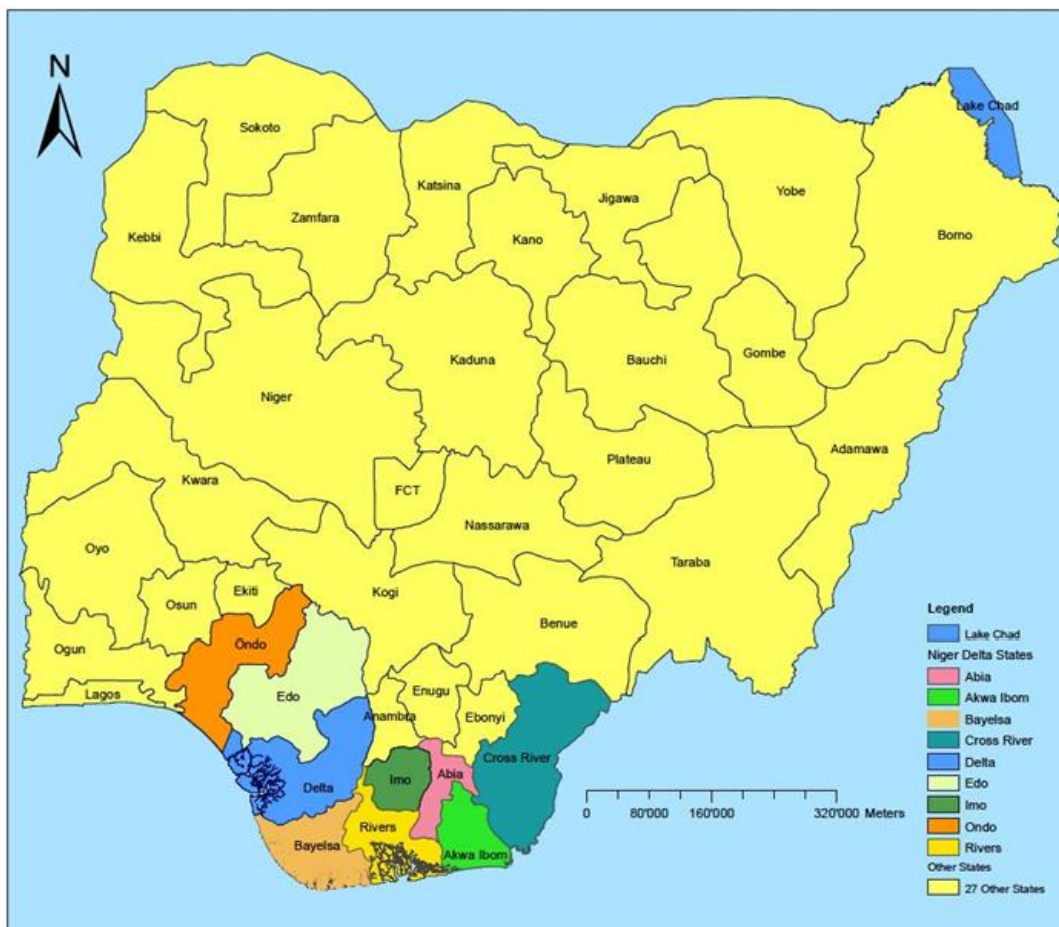 N
Lake Chad
Sokoto
Katsina
Jigawa
Yobe
Zamfara
Kano
Kebbi
Borno
Kaduna
Bauchi
Gombe
Niger
Adamawa
Plateau
FCT
Kwara
Nassarawa
Oyo
Taraba
Ekiti
Kogi
Osun
Benue
Ondo
Ogun
Lagos
Edo
Enugu
Anambra
Ebonyi
Cross River
Imo
Abia
Delta
Rivers
Bayelsa
Akwa Ibom
0 80'000 160'000 320'000 Meters
Legend
Lake Chad
Niger Delta States
Abia
Akwa Ibom
Bayelsa
Cross River
Delta
Edo
Imo
Ondo
Rivers
Other States
27 Other States